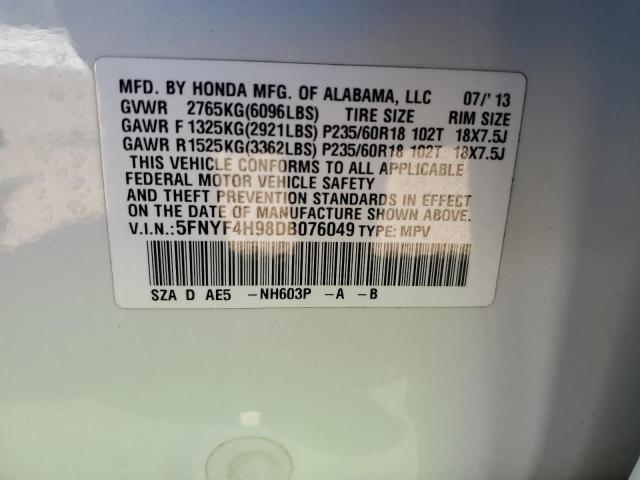 MFD. BY HONDA MFG. OF ALABAMA, LLC 07/'13
GVWR 2765KG(6096LBS) TIRE SIZE RIM SIZE
GAWR F 1325KG(2921LBS) P235/60R18 102T 18X7.5J
GAWR R1525KG(3362LBS) P235/60R18 102T 18X7.5J
THIS VEHICLE CONFORMS TO ALL APPLICABLE
FEDERAL MOTOR VEHICLE SAFETY
AND THEFT PREVENTION STANDARDS IN EFFECT
ON THE DATE OF MANUFACTURE SHOWN ABOVE.
V.I.N.:5FNYF4H98DB076049 TYPE: MPV
SZA D AE5 -NH603P -A -B